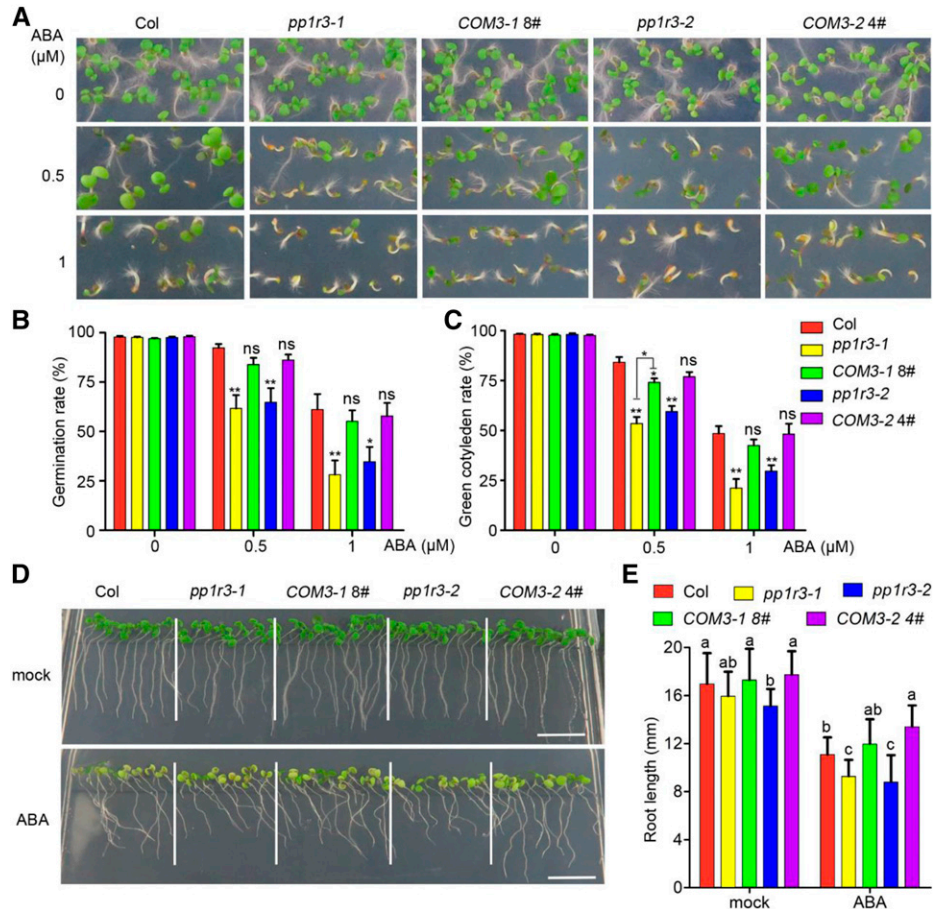 A
Col pp1r3-1 COM3-1 8# pp1r3-2 COM3-2 4#
ABA
(µM)
0
0.5
1
B
Germination rate (%)
100
75
50
25
0
ns
ns
** **
ns
ns
**
*
0 0.5 1 ABA (µM)
C
Green cotyleden rate (%)
100
75
50
25
0
*
ns
*
** **
ns
ns
** **
0 0.5 1 ABA (µM)
Col
pp1r3-1
COM3-1 8#
pp1r3-2
COM3-2 4#
D
Col pp1r3-1 COM3-1 8# pp1r3-2 COM3-2 4#
mock
ABA
E
Col pp1r3-1 pp1r3-2
COM3-1 8# COM3-2 4#
Root length (mm)
20
16
12
8
4
0
a ab a b a
b c ab c a
mock ABA